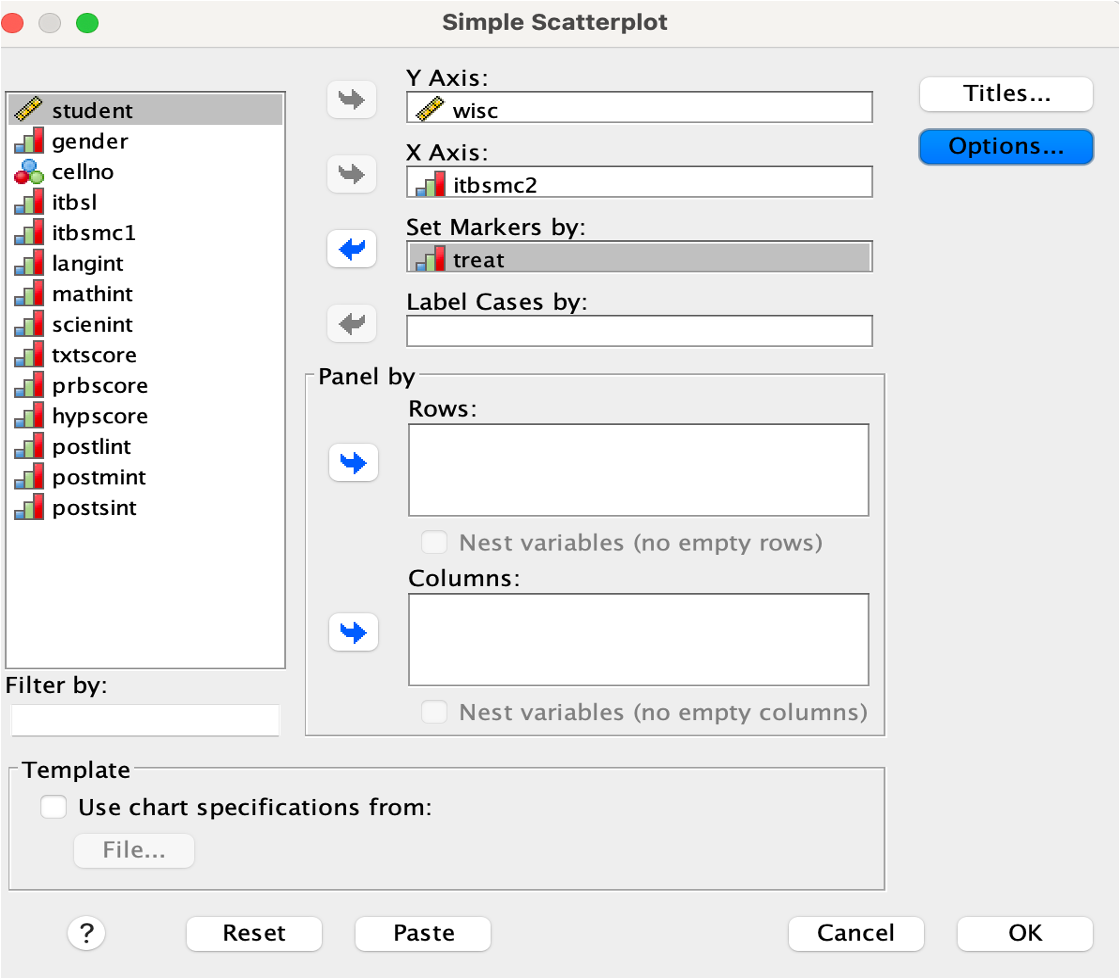 Simple Scatterplot
student
gender
cellno
itbsl
itbsmc1
langint
mathint
scienint
txtscore
prbscore
hypscore
postlint
postmint
postsint
Filter by:
Y Axis:
wisc
X Axis:
itbsmc2
Set Markers by:
treat
Label Cases by:
Panel by
Rows:
Nest variables (no empty rows)
Columns:
Nest variables (no empty columns)
Titles...
Options...
Template
Use chart specifications from:
File...
?
Reset
Paste
Cancel
OK